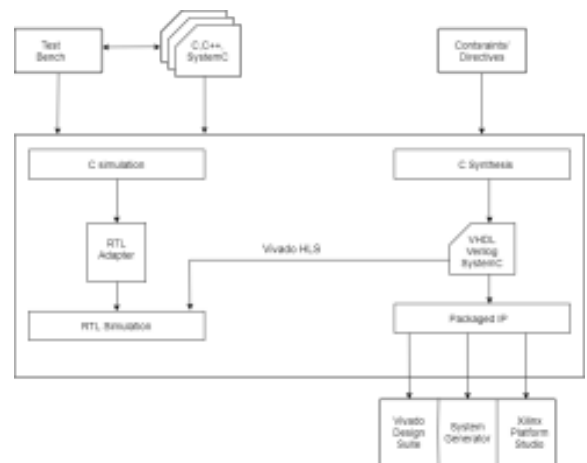 Test
Bench
C,C++,
SystemC
Contsraints/
Directives
C simulation
C Synthesis
RTL
Adapter
Vivado HLS
VHDL
Verilog
SystemC
RTL Simulation
Packaged IP
Vivado
Design
Suite
System
Generator
Xilinx
Platform
Studio